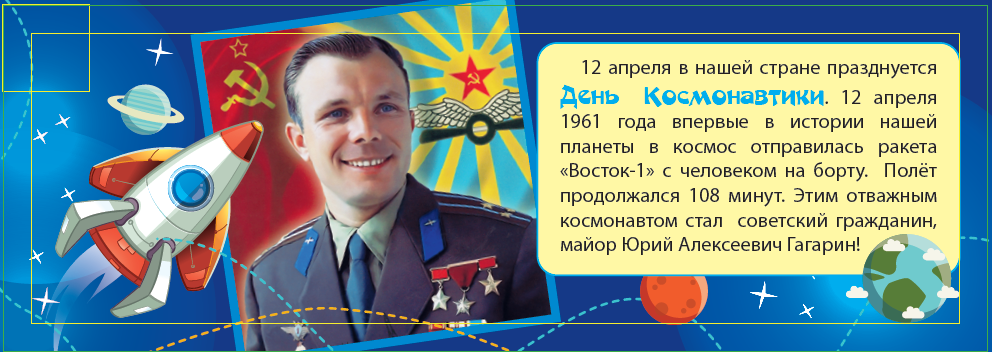 12 апреля в нашей стране празднуется
День Космонавтики. 12 апреля
1961 года впервые в истории нашей
планеты в космос отправилась ракета
«Восток-1» с человеком на борту. Полёт
продолжался 108 минут. Этим отважным
космонавтом стал советский гражданин,
майор Юрий Алексеевич Гагарин!